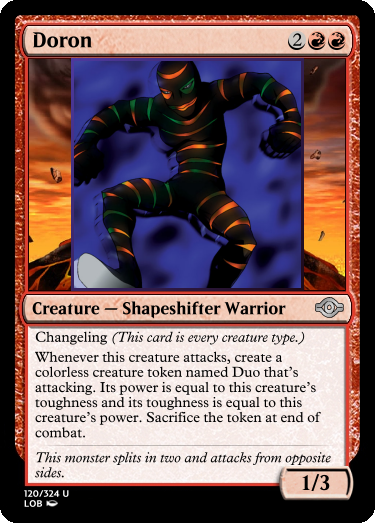 Doron 2
Creature — Shapeshifter Warrior
Changeling (This card is every creature type.)
Whenever this creature attacks, create a
colorless creature token named Duo that's
attacking. Its power is equal to this creature's
toughness and its toughness is equal to this
creature's power. Sacrifice the token at end of
combat.
This monster splits in two and attacks from opposite
sides.
1/3
120/324 U
LOB